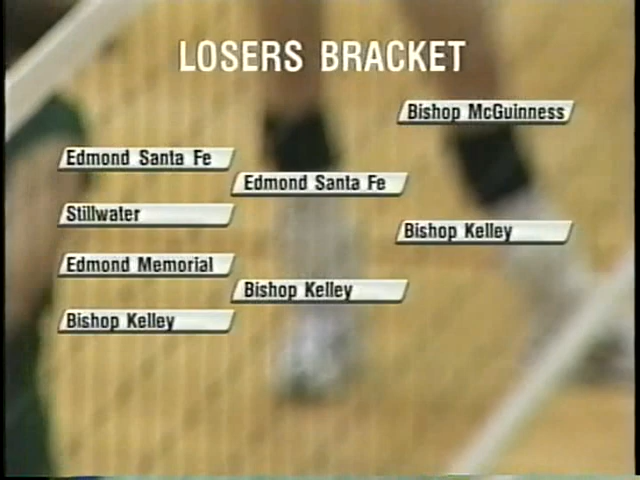 LOSERS BRACKET
Bishop McGuinness
Edmond Santa Fe
Edmond Santa Fe
Stillwater
Bishop Kelley
Edmond Memorial
Bishop Kelley
Bishop Kelley